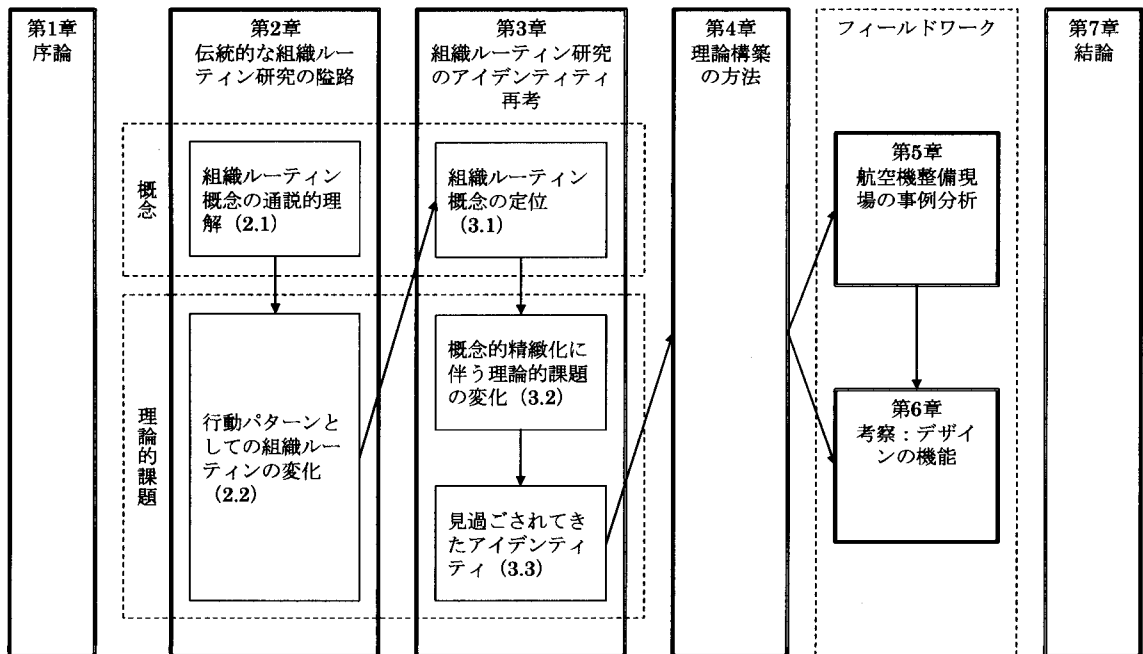 第1章
序論
第2章
伝統的な組織ルー
ティン研究の隘路
第3章
組織ルーティン研究
のアイデンティティ
再考
第4章
理論構築
の方法
フィールドワーク
第7章
結論
概念
組織ルーティン
概念の通説的理
解（2.1）
組織ルーティン
概念の定位
（3.1）
第5章
航空機整備現
場の事例分析
理論的課題
行動パターンと
しての組織ルー
ティンの変化
（2.2）
概念的精緻化に
伴う理論的課題
の変化（3.2）
見過ごされてき
たアイデンティ
ティ（3.3）
第6章
考察：デザイ
ンの機能